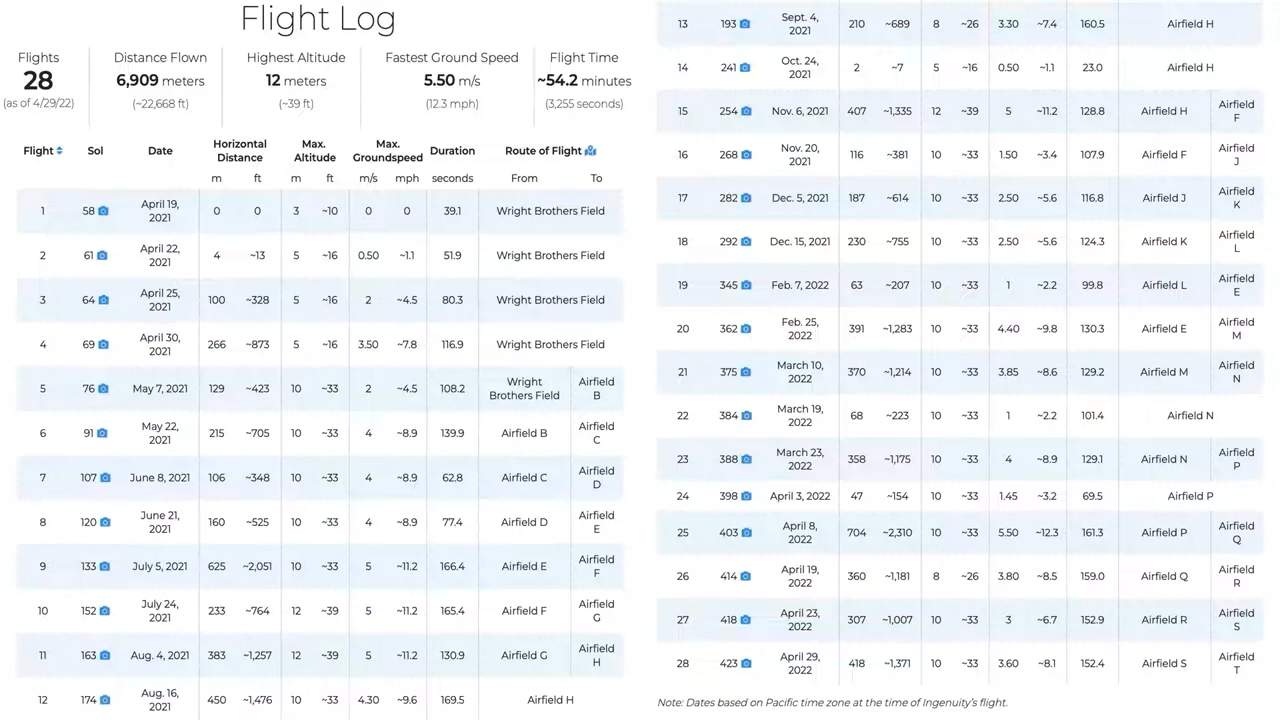 Flight Log
Flights Distance Flown Highest Altitude Fastest Ground Speed Flight Time
28 6,909 meters 12 meters 5.50 m/s ~54.2 minutes
(as of 4/29/22) (~22,668 ft) (~39 ft) (12.3 mph) (3,255 seconds)
Flight Sol Date Horizontal Distance Max. Altitude Max. Groundspeed Duration Route of Flight
m ft m ft m/s mph seconds From To
1 58 April 19, 2021 0 0 3 ~10 0 0 39.1 Wright Brothers Field
2 61 April 22, 2021 4 ~13 5 ~16 0.50 ~1.1 51.9 Wright Brothers Field
3 64 April 25, 2021 100 ~328 5 ~16 2 ~4.5 80.3 Wright Brothers Field
4 69 April 30, 2021 266 ~873 5 ~16 3.50 ~7.8 116.9 Wright Brothers Field
5 76 May 7, 2021 129 ~423 10 ~33 2 ~4.5 108.2 Wright Brothers Field Airfield B
6 91 May 22, 2021 215 ~705 10 ~33 4 ~8.9 139.9 Airfield B Airfield C
7 107 June 8, 2021 106 ~348 10 ~33 4 ~8.9 62.8 Airfield C Airfield D
8 120 June 21, 2021 160 ~525 10 ~33 4 ~8.9 77.4 Airfield D Airfield E
9 133 July 5, 2021 625 ~2,051 10 ~33 5 ~11.2 166.4 Airfield E Airfield F
10 152 July 24, 2021 233 ~764 12 ~39 5 ~11.2 165.4 Airfield F Airfield G
11 163 Aug. 4, 2021 383 ~1,257 12 ~39 5 ~11.2 130.9 Airfield G Airfield H
12 174 Aug. 16, 2021 450 ~1,476 10 ~33 4.30 ~9.6 169.5 Airfield H
13 193 Sept. 4, 2021 210 ~689 8 ~26 3.30 ~7.4 160.5 Airfield H
14 241 Oct. 24, 2021 2 ~7 5 ~16 0.50 ~1.1 23.0 Airfield H
15 254 Nov. 6, 2021 407 ~1,335 12 ~39 5 ~11.2 128.8 Airfield H Airfield F
16 268 Nov. 20, 2021 116 ~381 10 ~33 1.50 ~3.4 107.9 Airfield F Airfield J
17 282 Dec. 5, 2021 187 ~614 10 ~33 2.50 ~5.6 116.8 Airfield J Airfield K
18 292 Dec. 15, 2021 230 ~755 10 ~33 2.50 ~5.6 124.3 Airfield K Airfield L
19 345 Feb. 7, 2022 63 ~207 10 ~33 1 ~2.2 99.8 Airfield L Airfield E
20 362 Feb. 25, 2022 391 ~1,283 10 ~33 4.40 ~9.8 130.3 Airfield E Airfield M
21 375 March 10, 2022 370 ~1,214 10 ~33 3.85 ~8.6 129.2 Airfield M Airfield N
22 384 March 19, 2022 68 ~223 10 ~33 1 ~2.2 101.4 Airfield N
23 388 March 23, 2022 358 ~1,175 10 ~33 4 ~8.9 129.1 Airfield N Airfield P
24 398 April 3, 2022 47 ~154 10 ~33 1.45 ~3.2 69.5 Airfield P
25 403 April 8, 2022 704 ~2,310 10 ~33 5.50 ~12.3 161.3 Airfield P Airfield Q
26 414 April 19, 2022 360 ~1,181 8 ~26 3.80 ~8.5 159.0 Airfield Q Airfield R
27 418 April 23, 2022 307 ~1,007 10 ~33 3 ~6.7 152.9 Airfield R Airfield S
28 423 April 29, 2022 418 ~1,371 10 ~33 3.60 ~8.1 152.4 Airfield S Airfield T
Note: Dates based on Pacific time zone at the time of Ingenuity's flight.